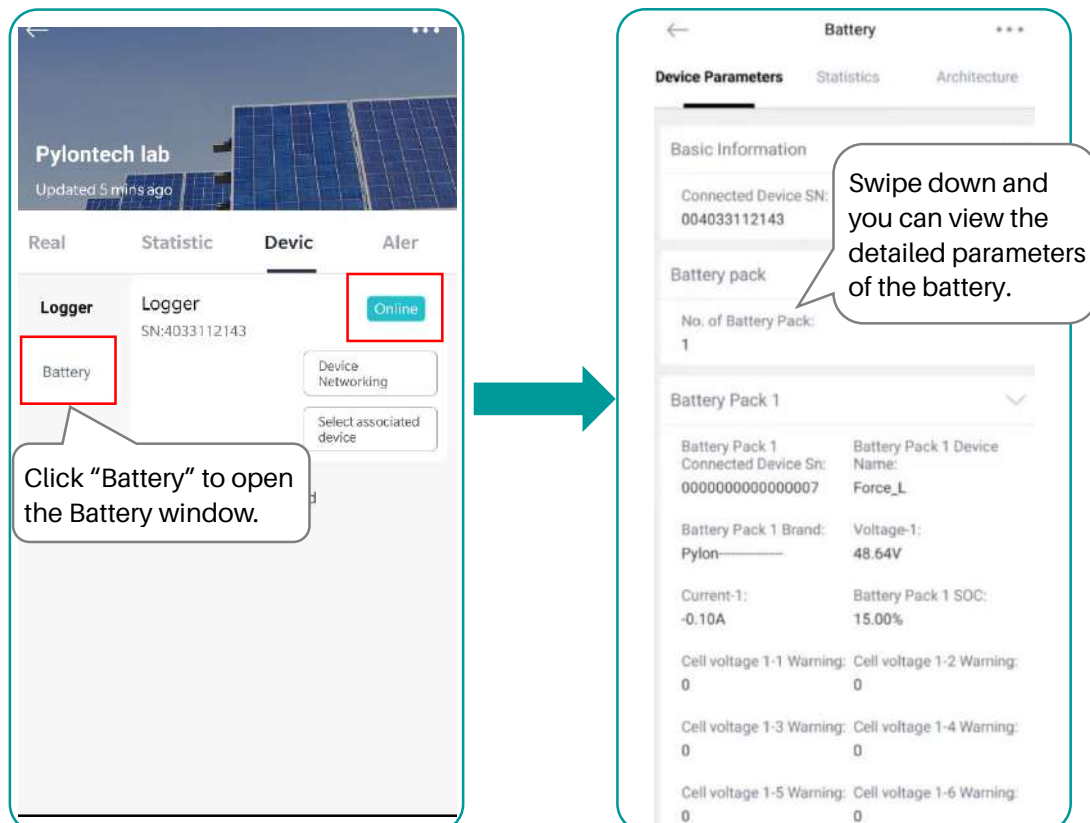 Pylontech lab
Updated 5 mins ago
Real Statistic Devic Aler
Logger
Battery
Logger
SN:4033112143
Online
Device
Networking
Select associated
device
d
Click “Battery” to open
the Battery window.
Battery
Device Parameters Statistics Architecture
Basic Information
Connected Device SN:
004033112143
Swipe down and
you can view the
detailed parameters
of the battery.
Battery pack
No. of Battery Pack:
1
Battery Pack 1
Battery Pack 1
Connected Device Sn:
0000000000000007
Battery Pack 1 Device
Name:
Force_L
Battery Pack 1 Brand:
Pylon--------------
Voltage-1:
48.64V
Current-1:
-0.10A
Battery Pack 1 SOC:
15.00%
Cell voltage 1-1 Warning: Cell voltage 1-2 Warning:
0 0
Cell voltage 1-3 Warning: Cell voltage 1-4 Warning:
0 0
Cell voltage 1-5 Warning: Cell voltage 1-6 Warning:
0 0